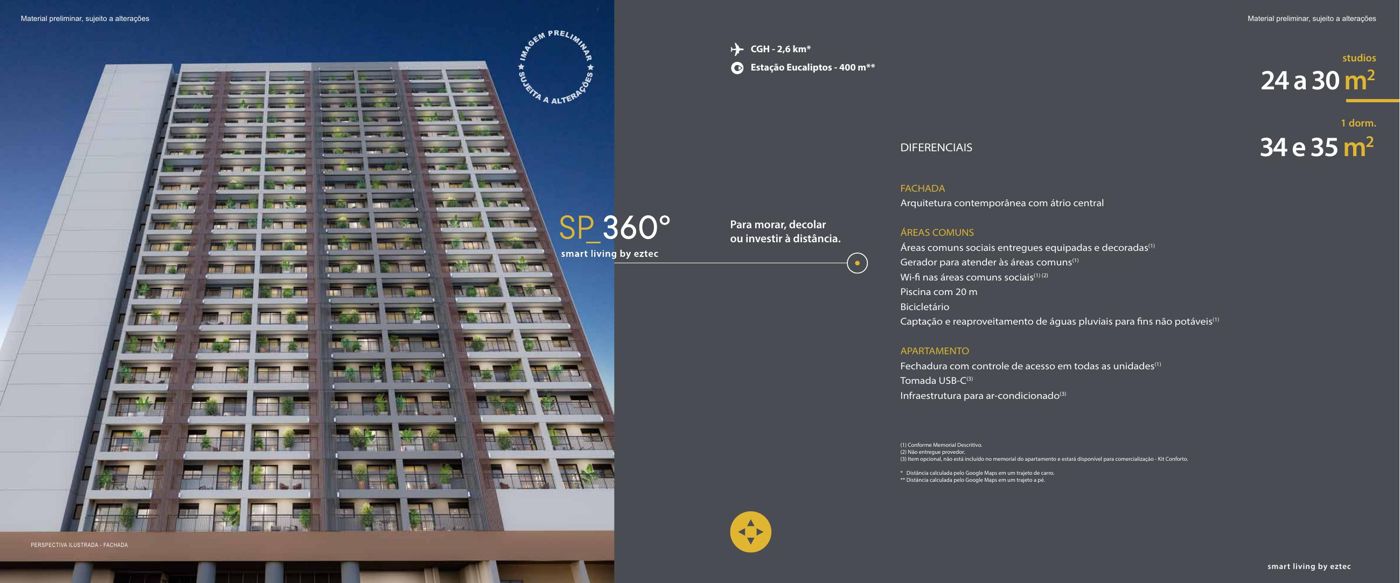 Material preliminar, sujeito a alterações
★ IMAGEM PRELIMINAR ★ SUJEITA A ALTERAÇÕES
PERSPECTIVA ILUSTRADA - FACHADA
SP_360°
smart living by eztec
CGH - 2,6 km*
Estação Eucaliptos - 400 m**
Para morar, decolar
ou investir à distância.
DIFERENCIAIS
FACHADA
Arquitetura contemporânea com átrio central
ÁREAS COMUNS
Áreas comuns sociais entregues equipadas e decoradas(1)
Gerador para atender às áreas comuns(1)
Wi-fi nas áreas comuns sociais(1) (2)
Piscina com 20 m
Bicicletário
Captação e reaproveitamento de águas pluviais para fins não potáveis(1)
APARTAMENTO
Fechadura com controle de acesso em todas as unidades(1)
Tomada USB-C(3)
Infraestrutura para ar-condicionado(3)
(1) Conforme Memorial Descritivo.
(2) Não entregue provedor.
(3) Item opcional, não está incluído no memorial do apartamento e estará disponível para comercialização - Kit Conforto.
* Distância calculada pelo Google Maps em um trajeto de carro.
** Distância calculada pelo Google Maps em um trajeto a pé.
Material preliminar, sujeito a alterações
studios
24 a 30 m²
1 dorm.
34 e 35 m²
smart living by eztec